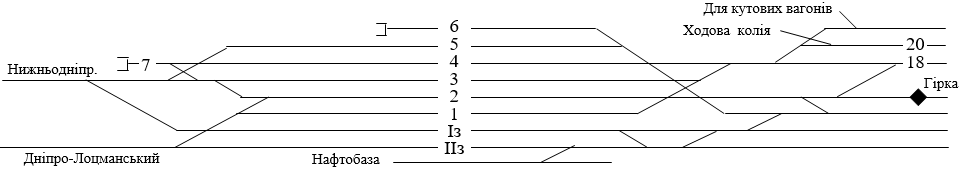 Для кутових вагонів
6
Ходова колія
5
20
Нижньодніпр.
7
4
18
3
Гірка
2
1
Iз
IIз
Дніпро-Лоцманський
Нафтобаза